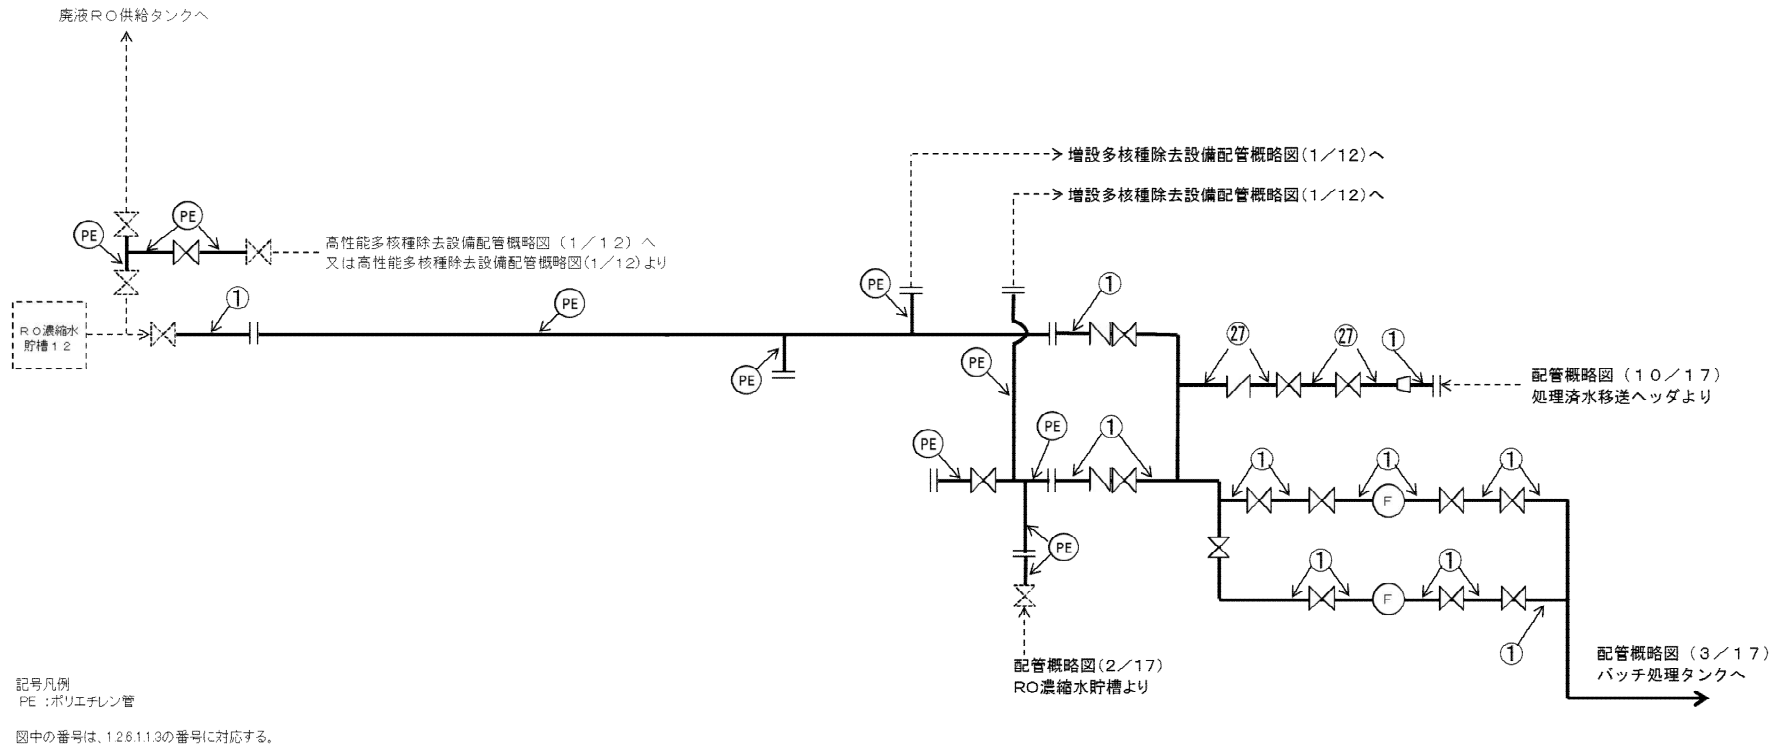 廃液RO供給タンクへ
増設多核種除去設備配管概略図(1/12)へ
増設多核種除去設備配管概略図(1/12)へ
PE
PE
高性能多核種除去設備配管概略図(1/12)へ
又は高性能多核種除去設備配管概略図(1/12)より
①
PE
PE
①
RO濃縮水
貯槽12
㉗
㉗
①
PE
PE
配管概略図(10/17)
処理済水移送ヘッダより
PE
PE
①
①
①
①
F
PE
①
①
F
①
配管概略図(2/17)
RO濃縮水貯槽より
配管概略図(3/17)
バッチ処理タンクへ
記号凡例
PE :ポリエチレン管
図中の番号は、1.2.6.1.1.3の番号に対応する。